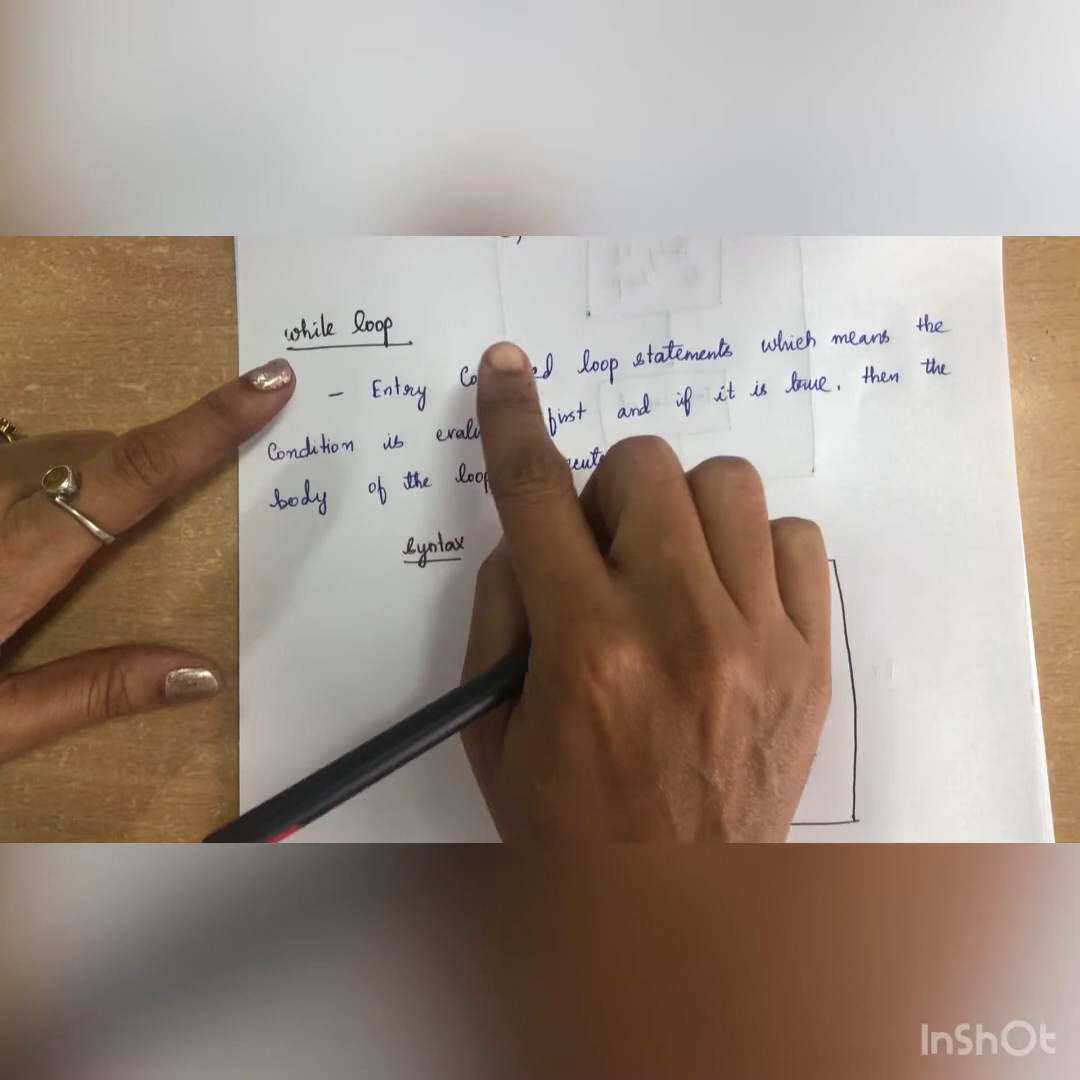 while loop
- Entry loop statements which means the
Condition is first and if it is true, then the
body of the loop
Syntax
InShOt